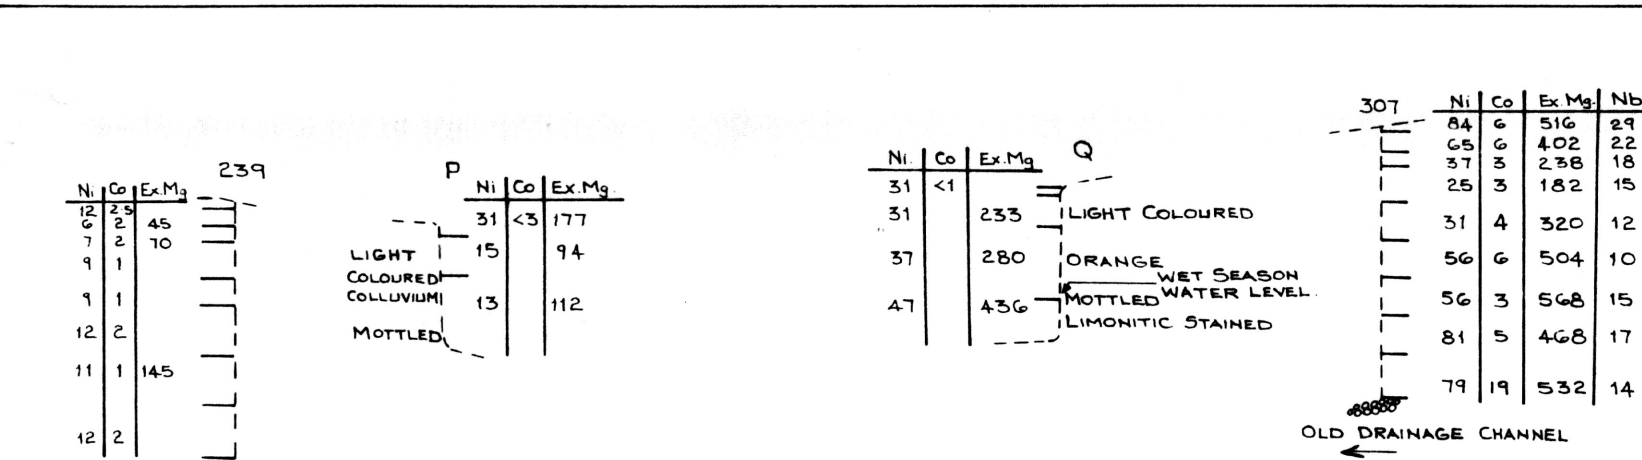 239
Ni Co Ex.Mg
12 2.5
6 2 45
7 2 70
9 1
9 1
12 2
11 1 145
12 2
P
Ni Co Ex.Mg.
31 <3 177
15 94
13 112
LIGHT
COLOURED
COLLUVIUM
MOTTLED
Q
Ni. Co Ex.Mg
31 <1
31 233
37 280
47 436
LIGHT COLOURED
ORANGE
WET SEASON
WATER LEVEL.
MOTTLED
LIMONITIC STAINED
307
Ni Co Ex.Mg. Nb
84 6 516 29
65 6 402 22
37 3 238 18
25 3 182 15
31 4 320 12
56 6 504 10
56 3 568 15
81 5 468 17
79 19 532 14
OLD DRAINAGE CHANNEL